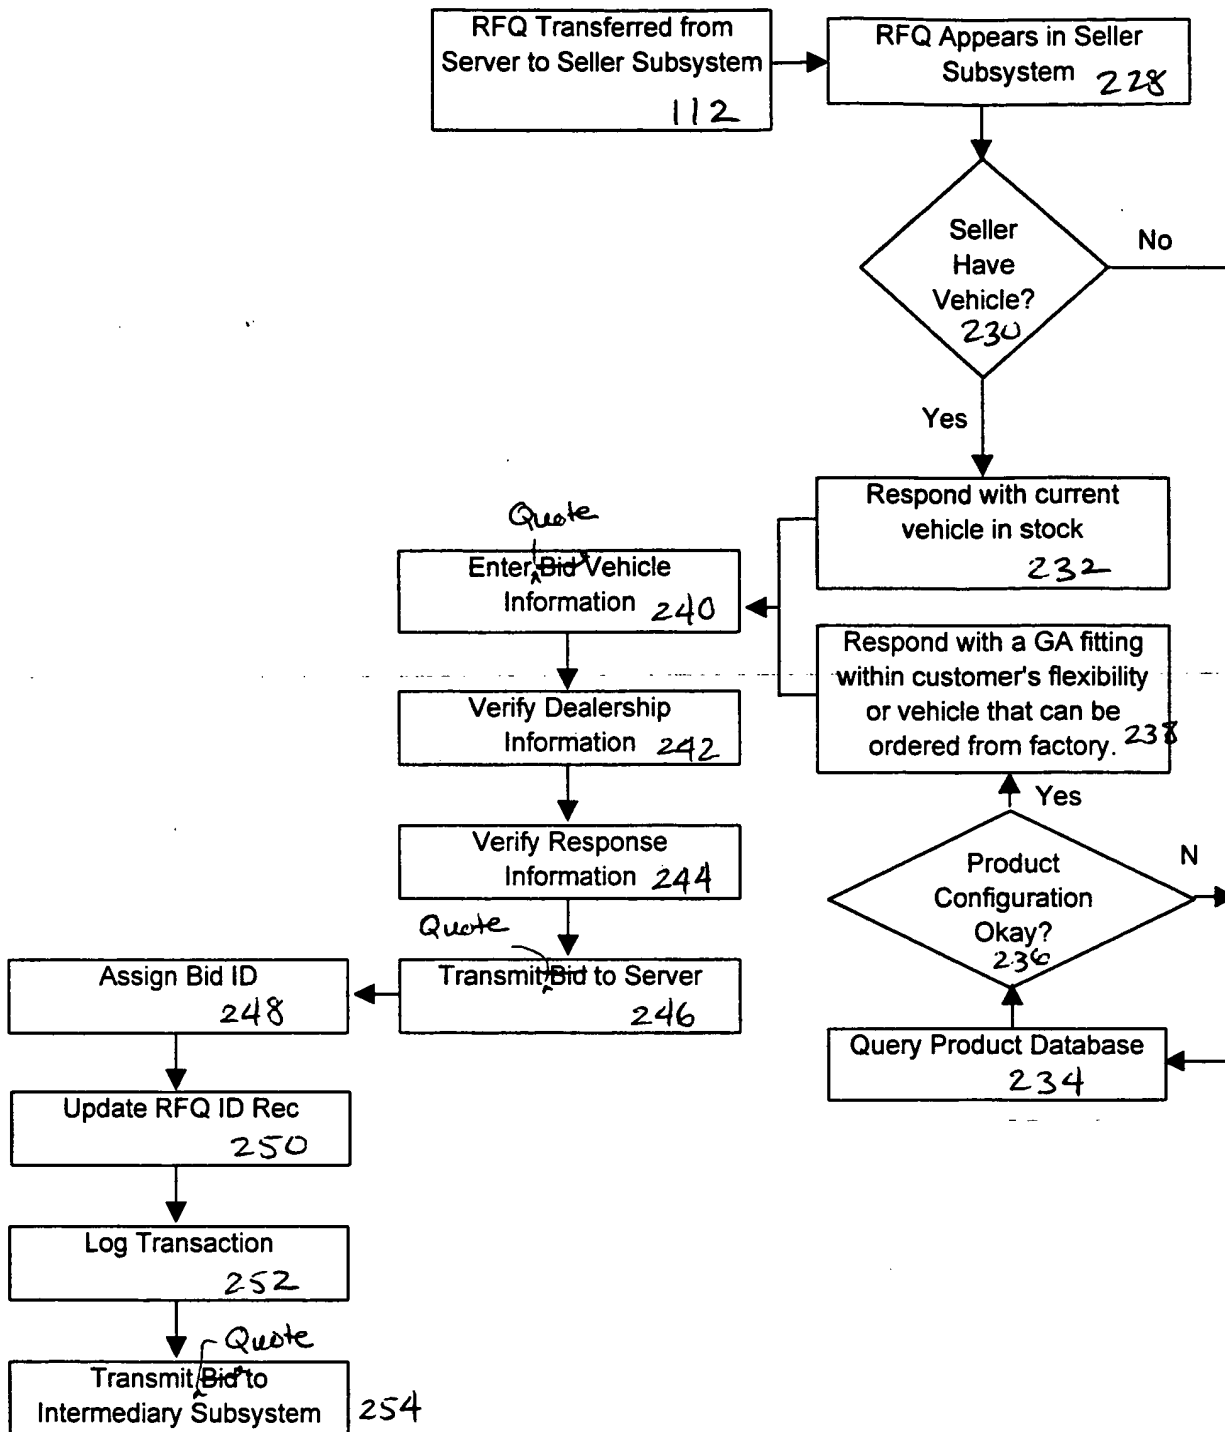 RFQ Transferred from
Server to Seller Subsystem
112
RFQ Appears in Seller
Subsystem 228
Seller
Have
Vehicle?
230
No
Yes
Respond with current
vehicle in stock
232
Quote
Enter Bid Vehicle
Information 240
Respond with a GA fitting
within customer's flexibility
or vehicle that can be
ordered from factory. 238
Verify Dealership
Information 242
Yes
Verify Response
Information 244
Product
Configuration
Okay?
236
N
Quote
Transmit Bid to Server
246
Assign Bid ID
248
Query Product Database
234
Update RFQ ID Rec
250
Log Transaction
252
Quote
Transmit Bid to
Intermediary Subsystem 254